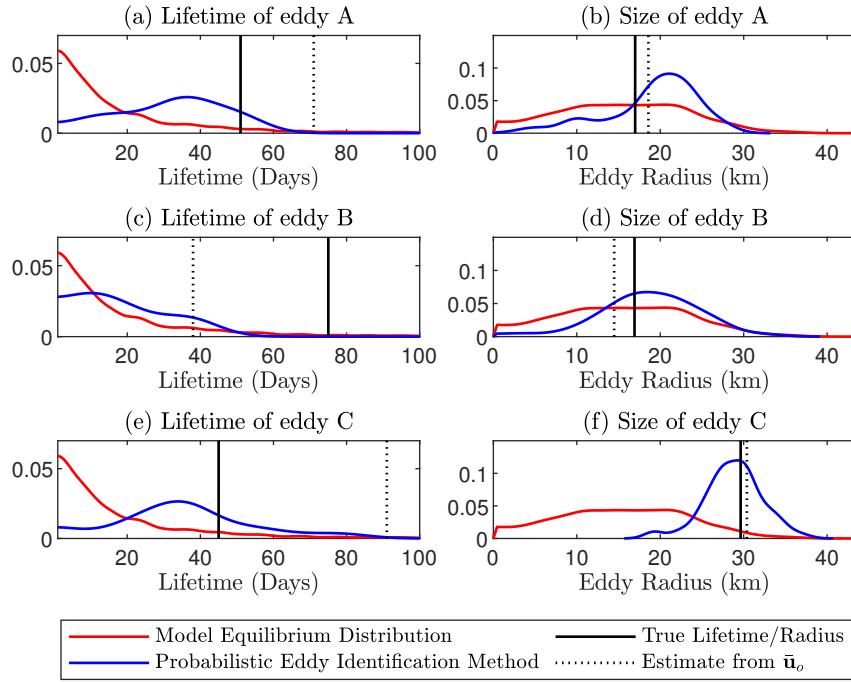 (a) Lifetime of eddy A
(b) Size of eddy A
0.05
0
20 40 60 80 100
Lifetime (Days)
0.1
0.05
0
0 10 20 30 40
Eddy Radius (km)
(c) Lifetime of eddy B
(d) Size of eddy B
0.05
0
20 40 60 80 100
Lifetime (Days)
0.1
0.05
0
0 10 20 30 40
Eddy Radius (km)
(e) Lifetime of eddy C
(f) Size of eddy C
0.05
0
20 40 60 80 100
Lifetime (Days)
0.1
0.05
0
0 10 20 30 40
Eddy Radius (km)
Model Equilibrium Distribution
True Lifetime/Radius
Probabilistic Eddy Identification Method
Estimate from ū_o